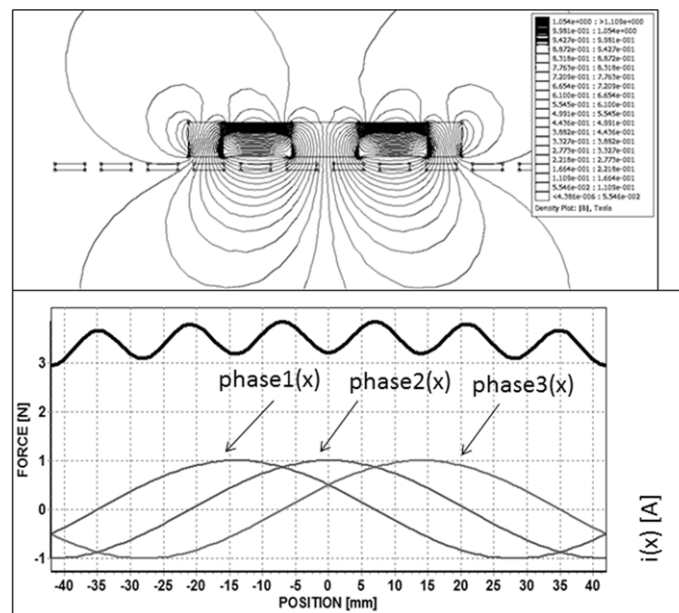 1.054e+000 : >1.109e+000
9.981e-001 : 1.054e+000
9.427e-001 : 9.981e-001
8.872e-001 : 9.427e-001
8.318e-001 : 8.872e-001
7.763e-001 : 8.318e-001
7.209e-001 : 7.763e-001
6.654e-001 : 7.209e-001
6.100e-001 : 6.654e-001
5.545e-001 : 6.100e-001
4.991e-001 : 5.545e-001
4.436e-001 : 4.991e-001
3.882e-001 : 4.436e-001
3.327e-001 : 3.882e-001
2.773e-001 : 3.327e-001
2.218e-001 : 2.773e-001
1.664e-001 : 2.218e-001
1.109e-001 : 1.664e-001
5.546e-002 : 1.109e-001
<4.386e-006 : 5.546e-002
Density Plot: |B|, Tesla
phase1(x) phase2(x) phase3(x)
FORCE [N]
3
2
1
0
-1
i(x) [A]
-40 -35 -30 -25 -20 -15 -10 -5 0 5 10 15 20 25 30 35 40
POSITION [mm]